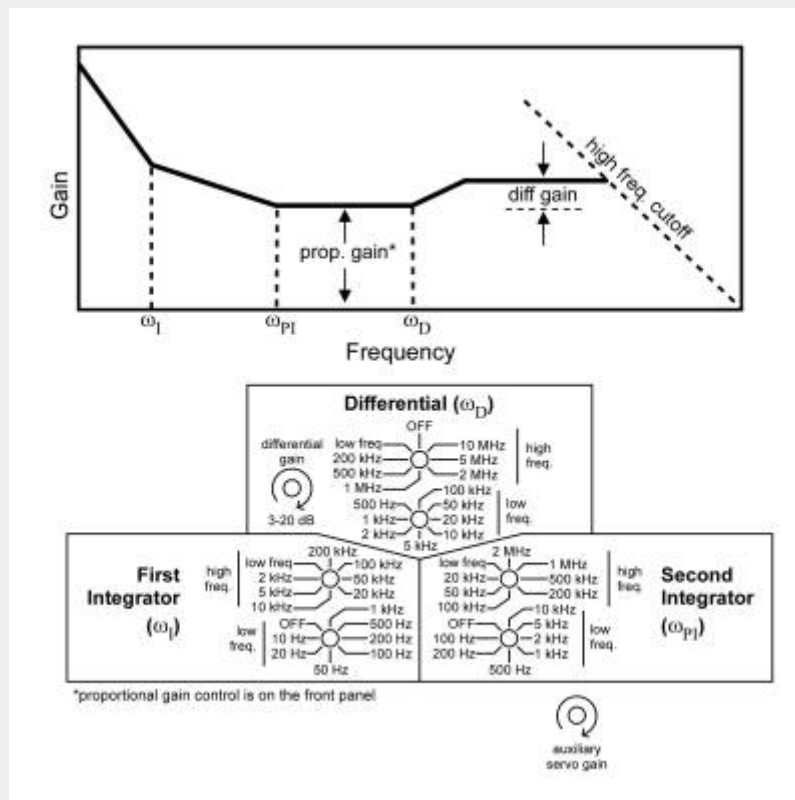 Gain
high freq. cutoff
diff gain
prop. gain*
ωI
ωPI
ωD
Frequency
Differential (ωD)
differential
gain
3-20 dB
OFF
low freq
200 kHz
500 kHz
1 MHz
10 MHz
5 MHz
2 MHz
high
freq.
500 Hz
1 kHz
2 kHz
5 kHz
100 kHz
50 kHz
20 kHz
10 kHz
low
freq.
First
Integrator
(ωI)
high
freq.
200 kHz
low freq
2 kHz
5 kHz
10 kHz
100 kHz
50 kHz
20 kHz
low
freq.
OFF
10 Hz
20 Hz
50 Hz
1 kHz
500 Hz
200 Hz
100 Hz
2 MHz
low freq
20 kHz
50 kHz
100 kHz
1 MHz
500 kHz
200 kHz
high
freq.
OFF
100 Hz
200 Hz
500 Hz
10 kHz
5 kHz
2 kHz
1 kHz
low
freq.
Second
Integrator
(ωPI)
*proportional gain control is on the front panel
auxiliary
servo gain